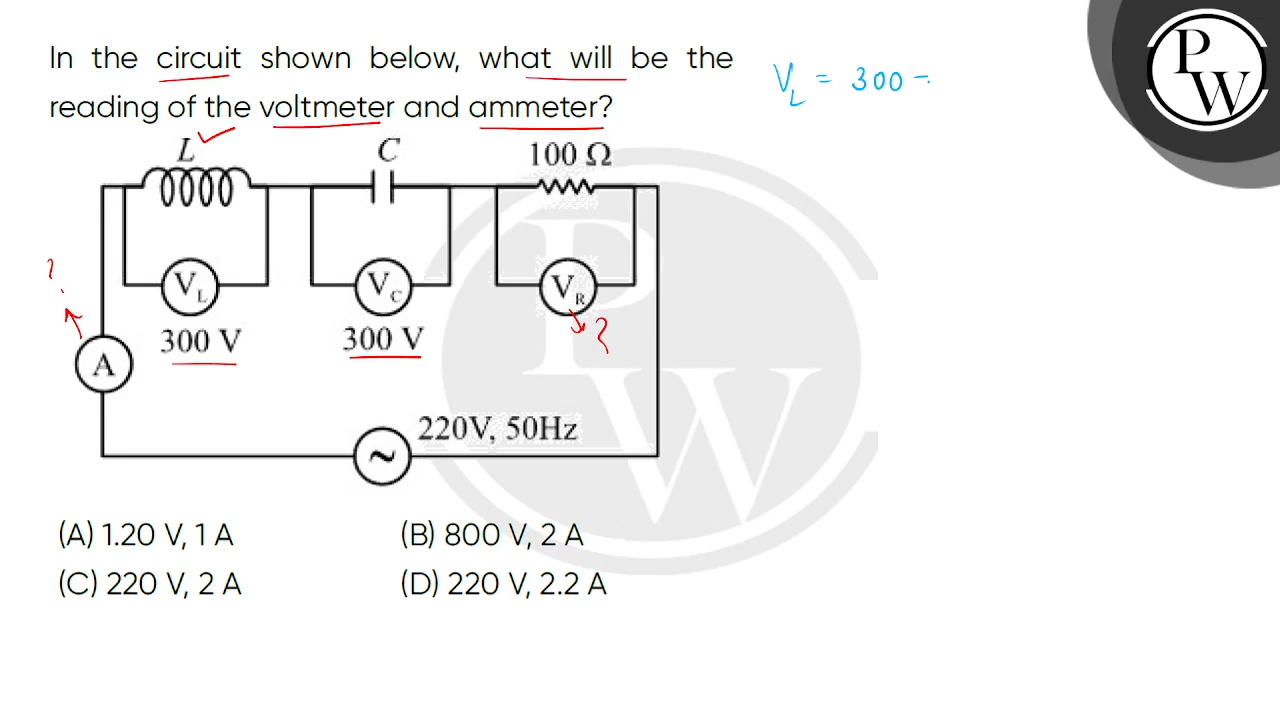 In the circuit shown below, what will be the
reading of the voltmeter and ammeter?
V_L = 300 -
P
W
L
C
100 Ω
V_L
V_C
V_R
?
?
300 V
300 V
A
220V, 50Hz
~
P
W
(A) 1.20 V, 1 A
(B) 800 V, 2 A
(C) 220 V, 2 A
(D) 220 V, 2.2 A